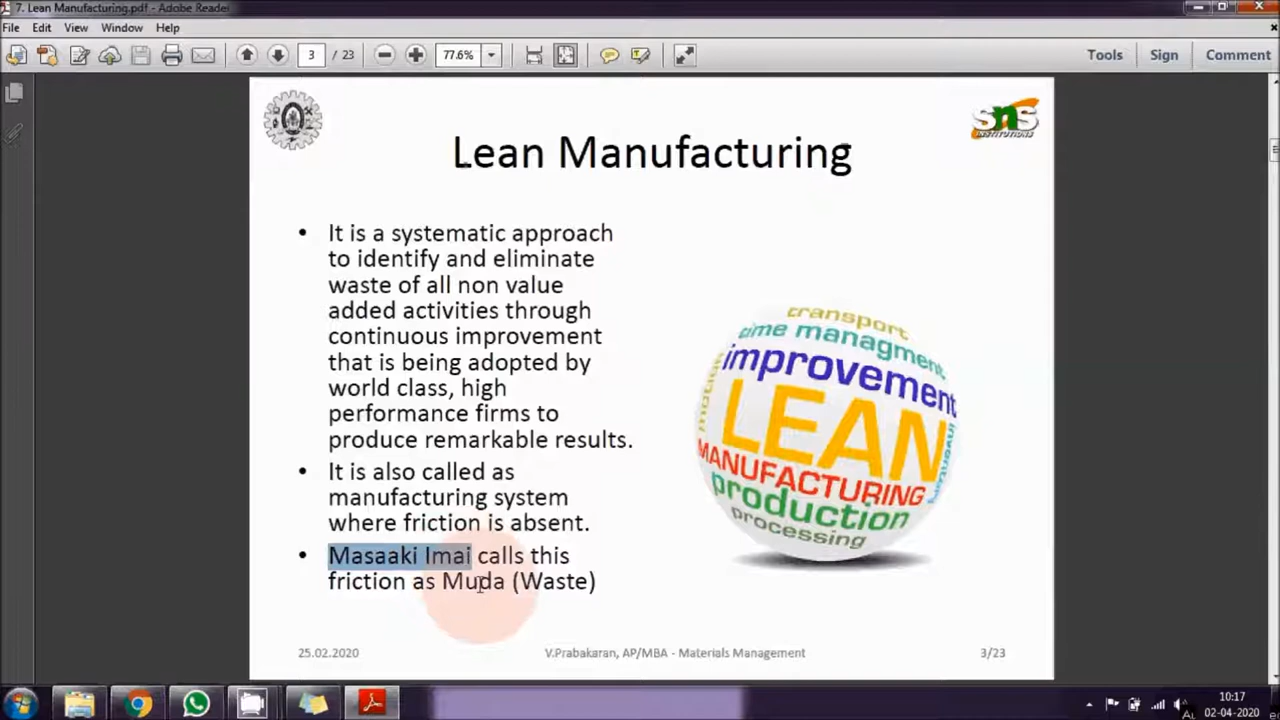 7. Lean Manufacturing.pdf - Adobe Reader
File Edit View Window Help
3 / 23 77.6% Tools Sign Comment
SNS
INSTITUTIONS
Lean Manufacturing
• It is a systematic approach
to identify and eliminate
waste of all non value
added activities through
continuous improvement
that is being adopted by
world class, high
performance firms to
produce remarkable results.
• It is also called as
manufacturing system
where friction is absent.
• Masaaki Imai calls this
friction as Muda (Waste)
transport
time managment
improvement
motion
LEAN
inventory
MANUFACTURING
production
processing
25.02.2020 V.Prabakaran, AP/MBA - Materials Management 3/23
10:17
02-04-2020